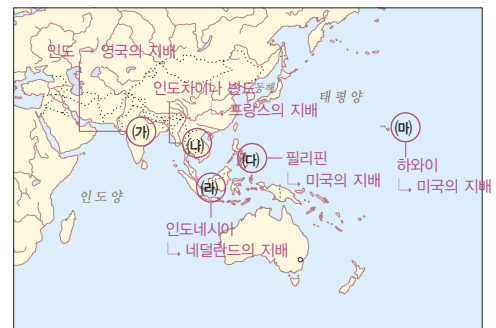 인도 → 영국의 지배
인도차이나 반도
동해
↳ 프랑스의 지배
태평양
(가)
(나)
(다)
필리핀
↳ 미국의 지배
(마)
하와이
↳ 미국의 지배
(라)
인도양
인도네시아
↳ 네덜란드의 지배